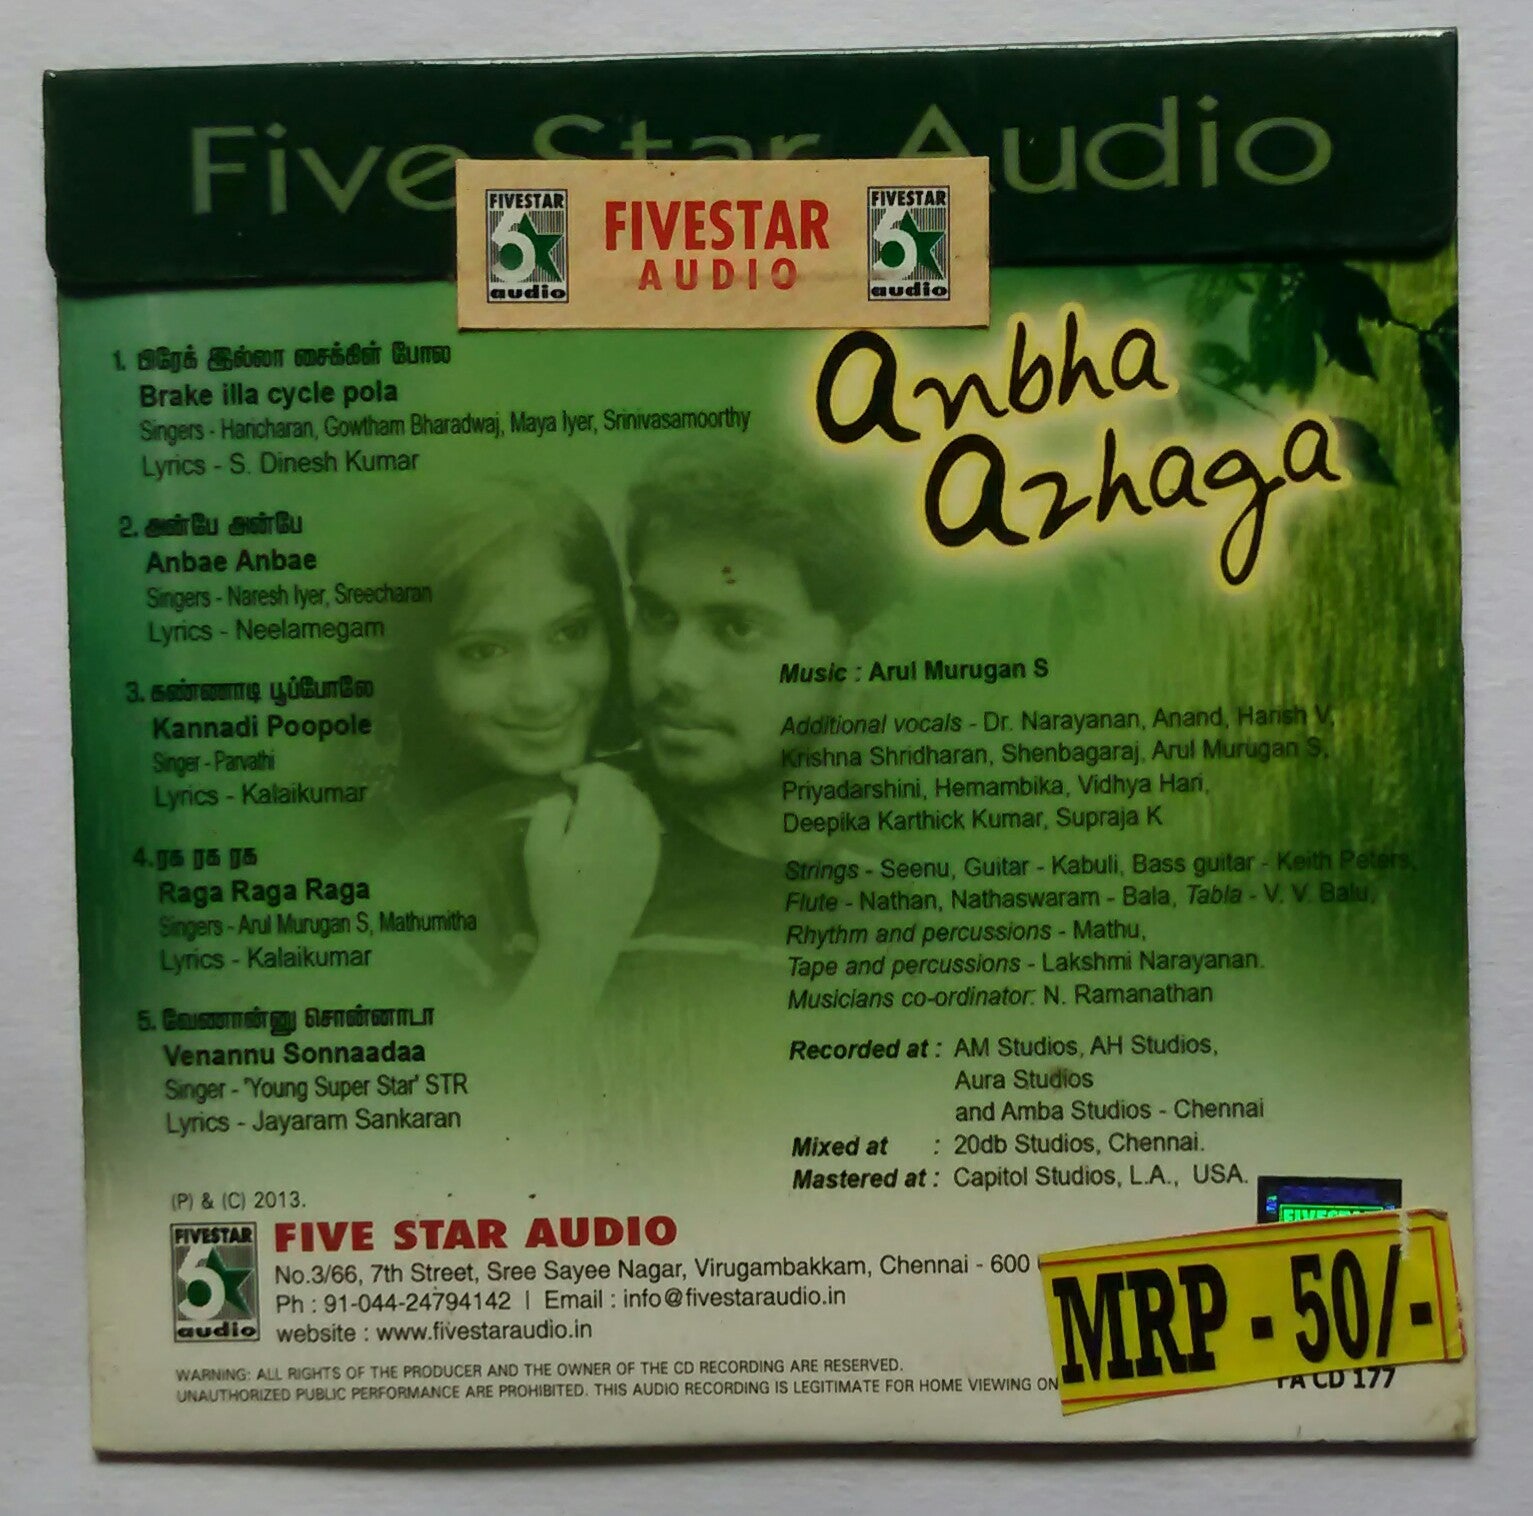 Five Star Audio
FIVESTAR
audio
FIVESTAR
AUDIO
FIVESTAR
audio
Anbha
Azhaga
1. பிரேக் இல்லா சைக்கிள் போல
Brake illa cycle pola
Singers - Haricharan, Gowtham Bharadwaj, Maya Iyer, Srinivasamoorthy
Lyrics - S. Dinesh Kumar
2. அன்பே அன்பே
Anbae Anbae
Singers - Naresh Iyer, Sreecharan
Lyrics - Neelamegam
3. கண்ணாடி பூப்போலே
Kannadi Poopole
Singer - Parvathi
Lyrics - Kalaikumar
4. ரக ரக ரக
Raga Raga Raga
Singers - Arul Murugan S, Mathumitha
Lyrics - Kalaikumar
5. வேணான்னு சொன்னாடா
Venannu Sonnaadaa
Singer - 'Young Super Star' STR
Lyrics - Jayaram Sankaran
Music : Arul Murugan S
Additional vocals - Dr. Narayanan, Anand, Harish V,
Krishna Shridharan, Shenbagaraj, Arul Murugan S,
Priyadarshini, Hemambika, Vidhya Hari,
Deepika Karthick Kumar, Supraja K
Strings - Seenu, Guitar - Kabuli, Bass guitar - Keith Peters,
Flute - Nathan, Nathaswaram - Bala, Tabla - V. V. Balu,
Rhythm and percussions - Mathu,
Tape and percussions - Lakshmi Narayanan.
Musicians co-ordinator: N. Ramanathan
Recorded at : AM Studios, AH Studios,
Aura Studios
and Amba Studios - Chennai
Mixed at : 20db Studios, Chennai.
Mastered at : Capitol Studios, L.A., USA.
(P) & (C) 2013.
FIVESTAR
audio
FIVE STAR AUDIO
No.3/66, 7th Street, Sree Sayee Nagar, Virugambakkam, Chennai - 600
Ph : 91-044-24794142 | Email : info@fivestaraudio.in
website : www.fivestaraudio.in
WARNING: ALL RIGHTS OF THE PRODUCER AND THE OWNER OF THE CD RECORDING ARE RESERVED.
UNAUTHORIZED PUBLIC PERFORMANCE ARE PROHIBITED. THIS AUDIO RECORDING IS LEGITIMATE FOR HOME VIEWING ON
FIVESTAR
MRP - 50/-
FA CD 177